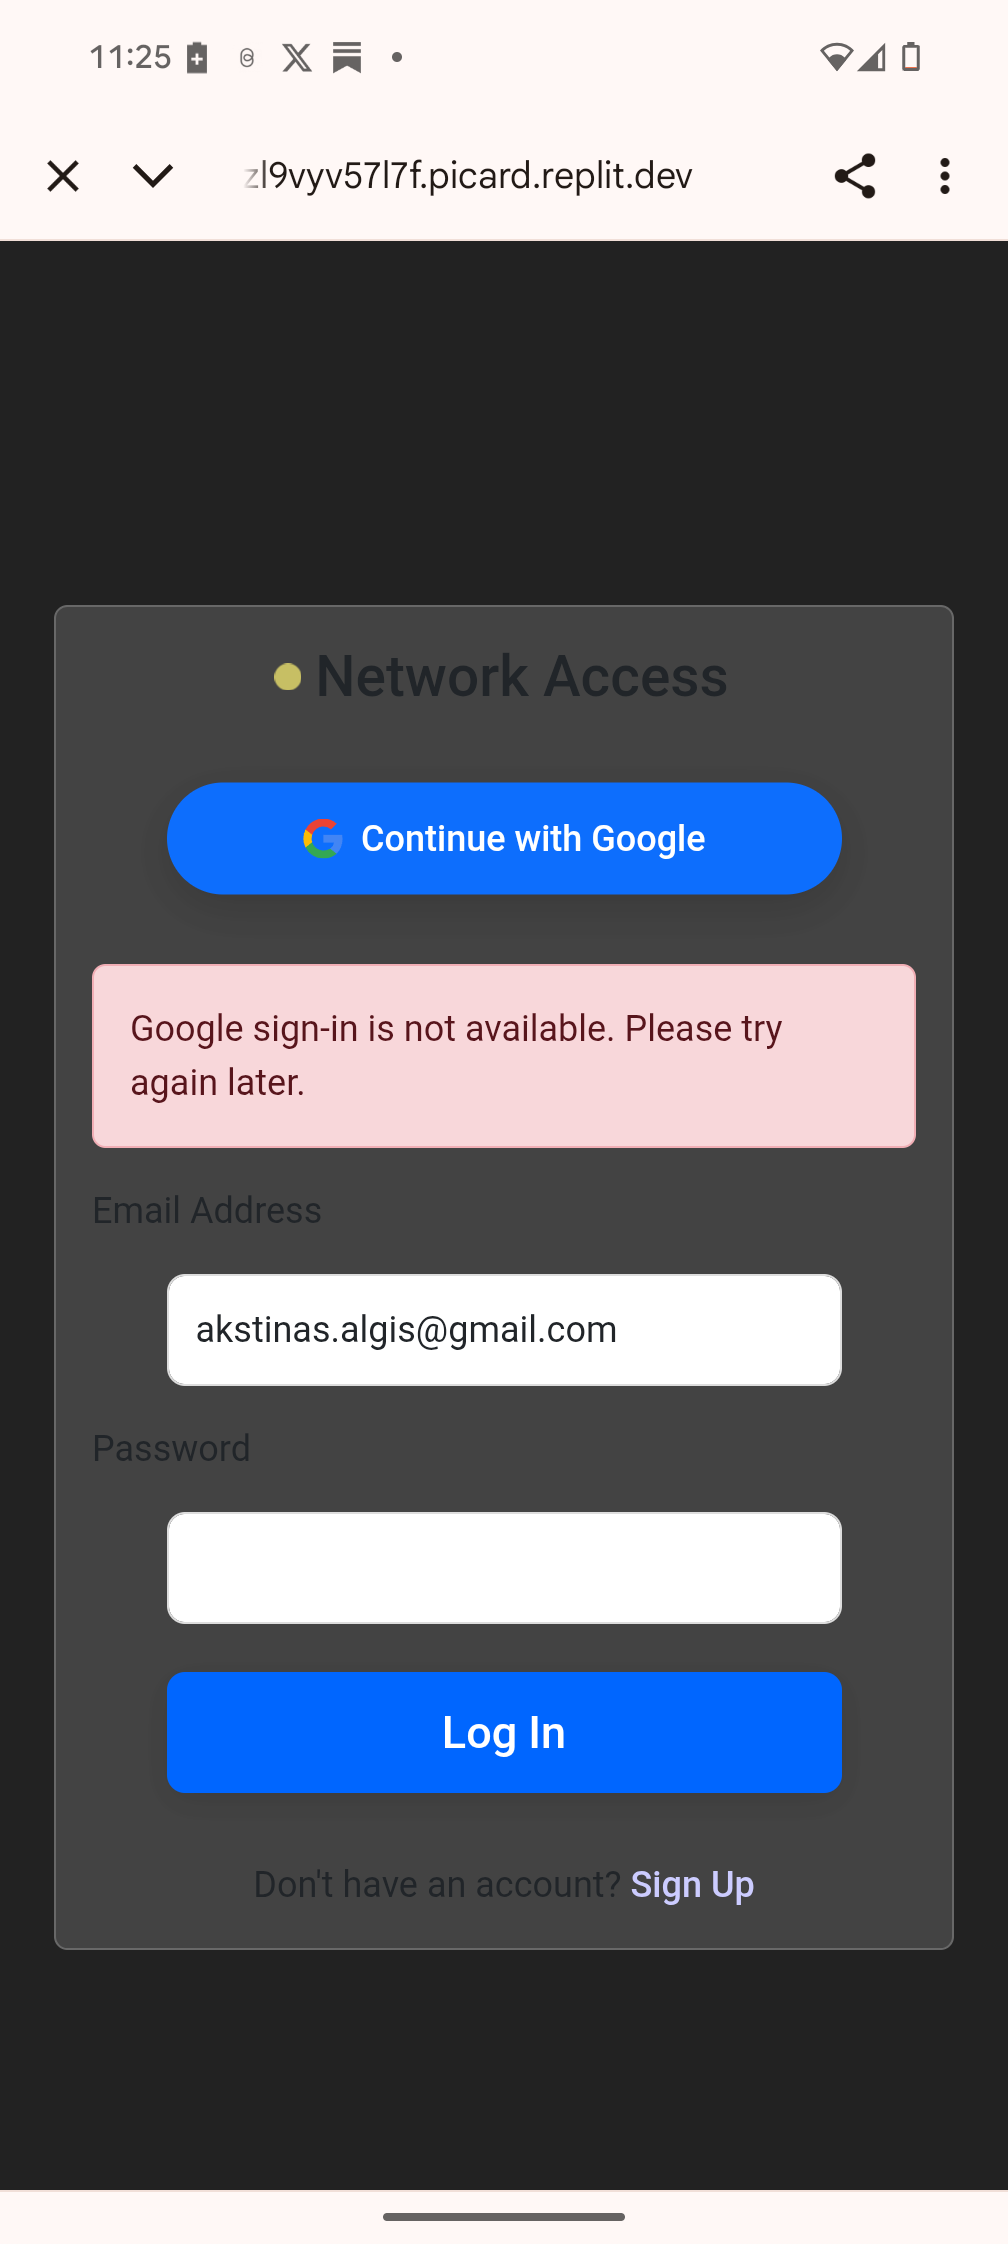 11:25
zl9vyv57l7f.picard.replit.dev
Network Access
Continue with Google
Google sign-in is not available. Please try
again later.
Email Address
akstinas.algis@gmail.com
Password
Log In
Don't have an account? Sign Up